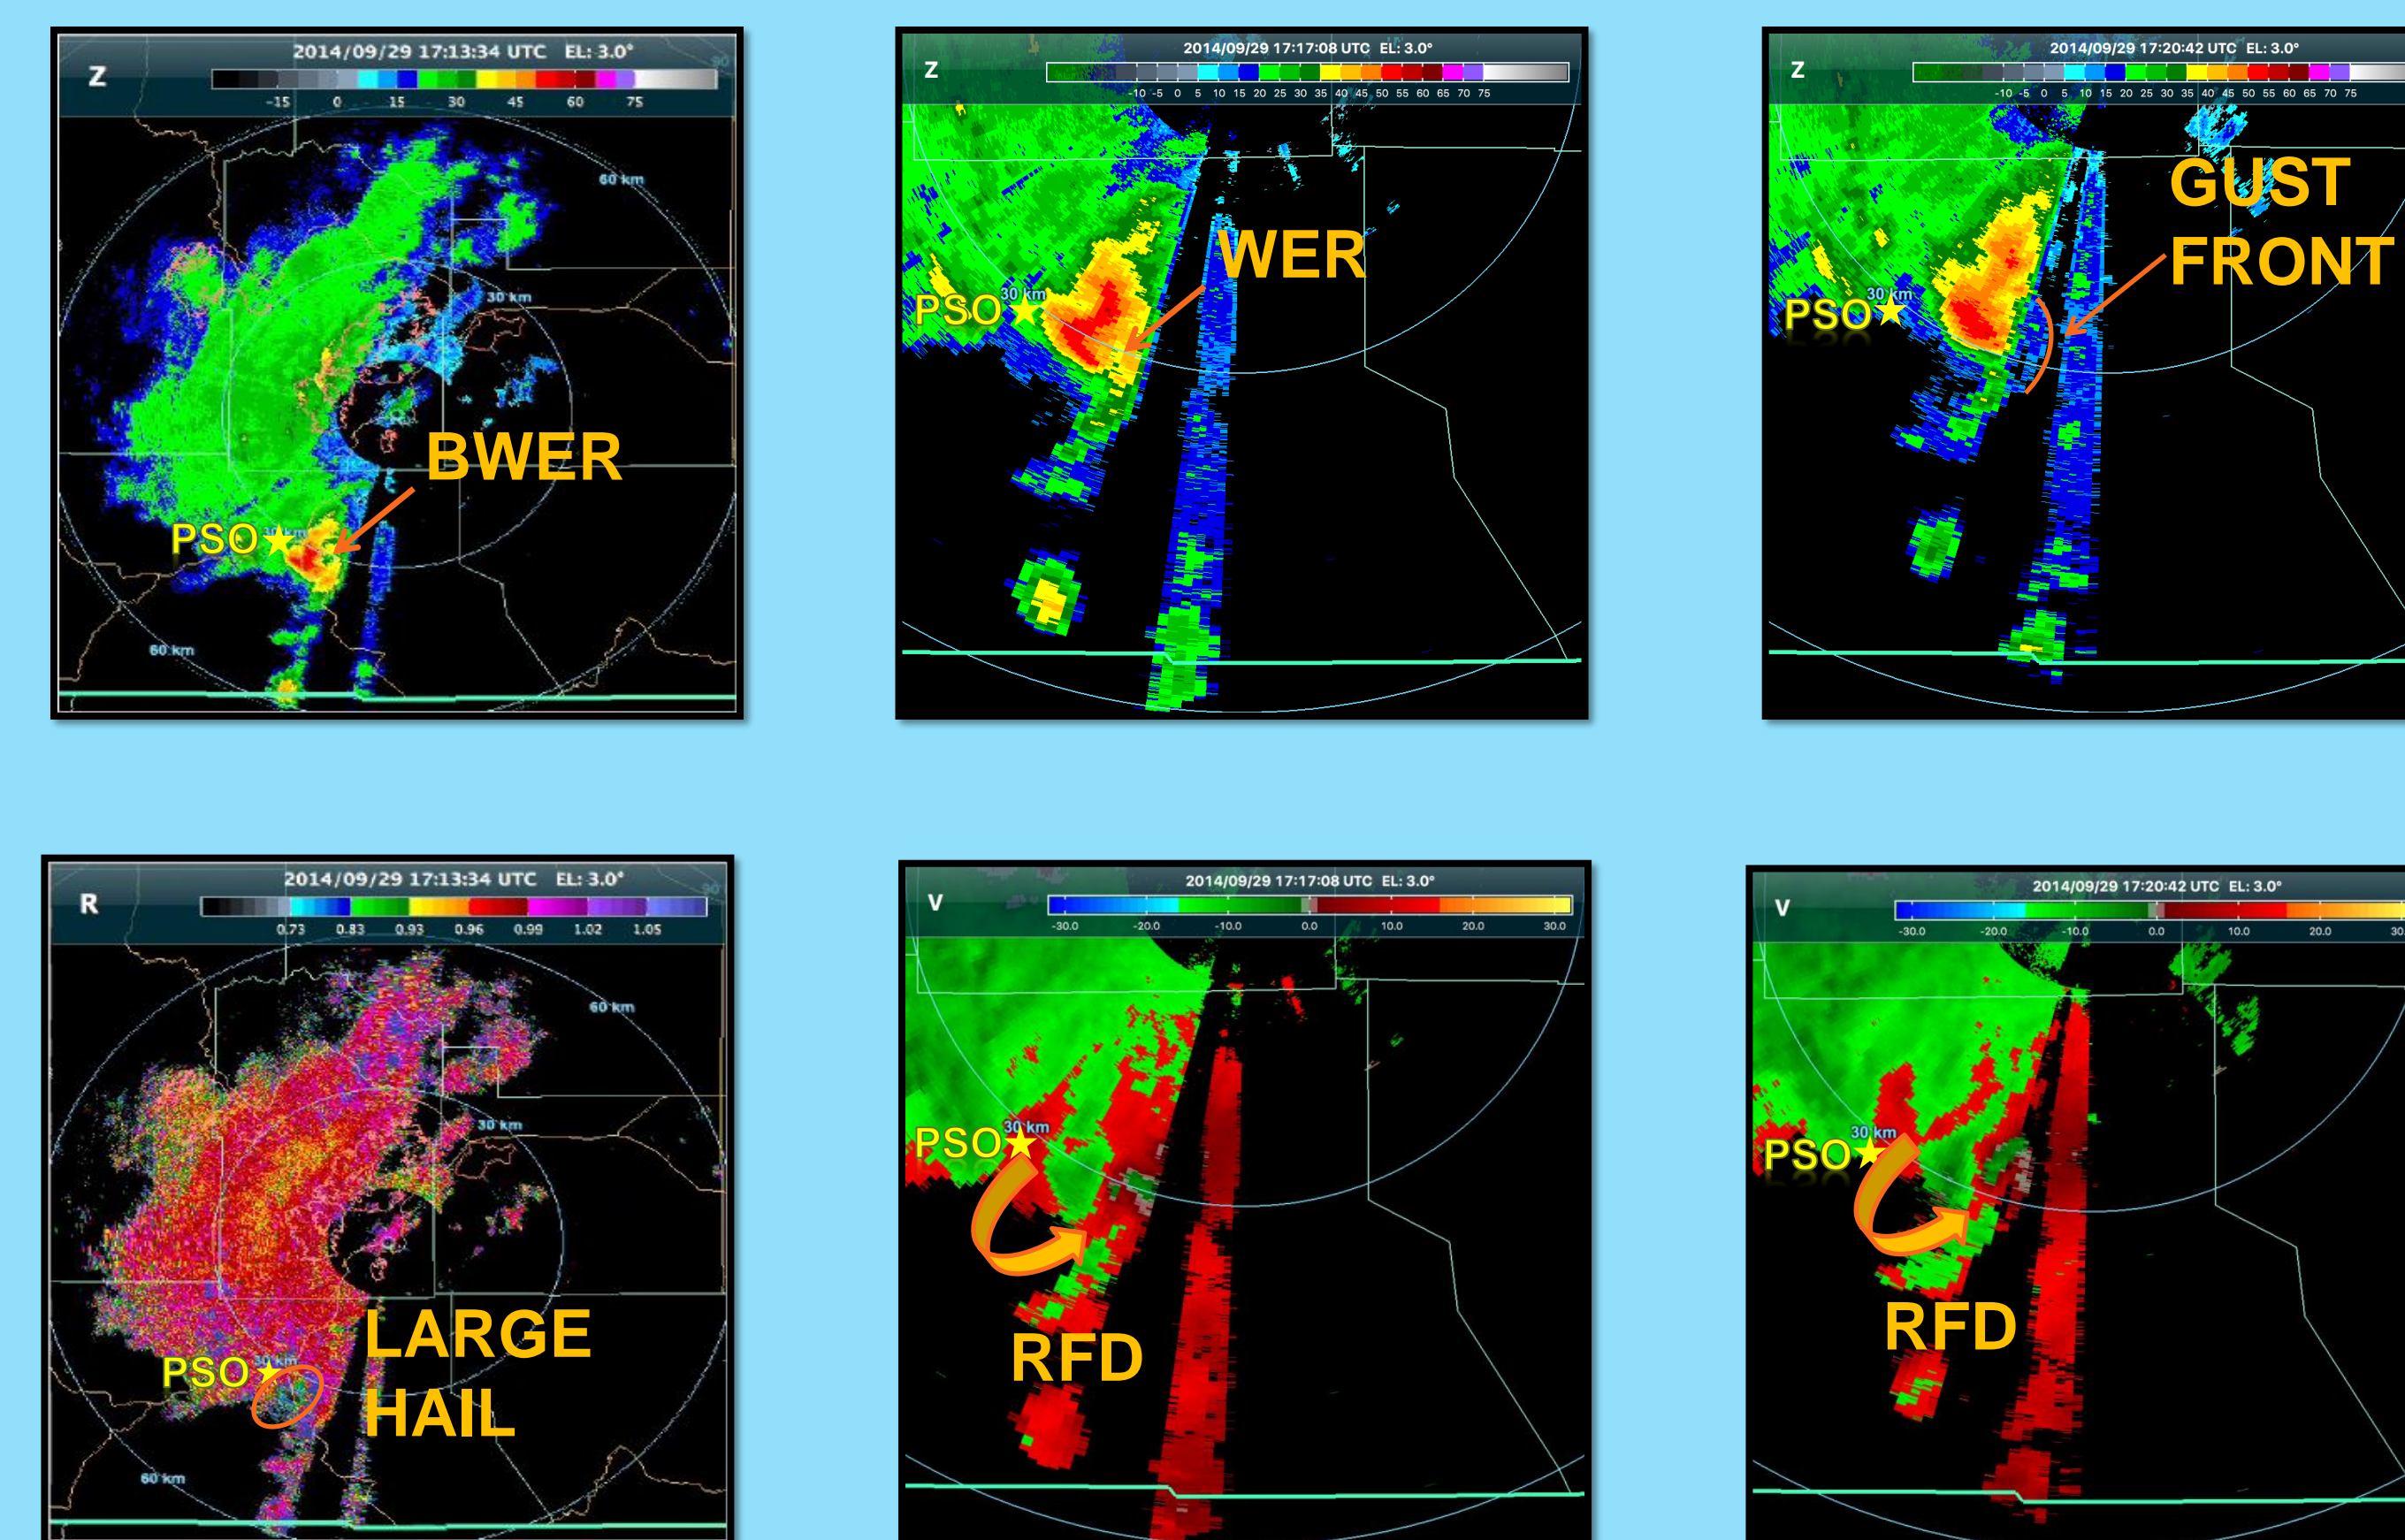 2014/09/29 17:13:34 UTC EL: 3.0°
Z
-15 0 15 30 45 60 75
90
60 km
30 km
BWER
PSO
60 km
2014/09/29 17:17:08 UTC EL: 3.0°
Z
-10 -5 0 5 10 15 20 25 30 35 40 45 50 55 60 65 70 75
WER
PSO
30 km
2014/09/29 17:20:42 UTC EL: 3.0°
Z
-10 -5 0 5 10 15 20 25 30 35 40 45 50 55 60 65 70 75
GUST
FRONT
PSO
30 km
2014/09/29 17:13:34 UTC EL: 3.0°
R
0.73 0.83 0.93 0.96 0.99 1.02 1.05
90
60 km
30 km
LARGE
HAIL
PSO
30 km
60 km
2014/09/29 17:17:08 UTC EL: 3.0°
V
-30.0 -20.0 -10.0 0.0 10.0 20.0 30.0
PSO
30 km
RFD
2014/09/29 17:20:42 UTC EL: 3.0°
V
-30.0 -20.0 -10.0 0.0 10.0 20.0
PSO
30 km
RFD